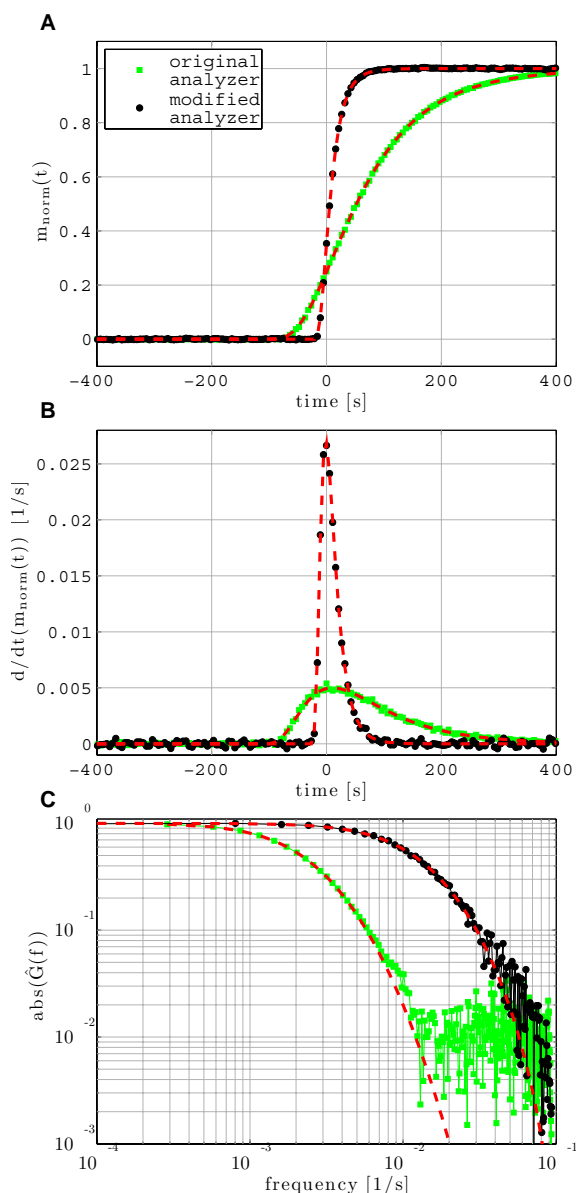 A
original
analyzer
modified
analyzer
1
0.8
0.6
0.4
0.2
0
m_norm(t)
−400 −200 0 200 400
time [s]
B
0.025
0.02
0.015
0.01
0.005
0
d/dt(m_norm(t)) [1/s]
−400 −200 0 200 400
time [s]
C
10^0
10^-1
10^-2
10^-3
abs(Ĝ(f))
10^-4 10^-3 10^-2 10^-1
frequency [1/s]